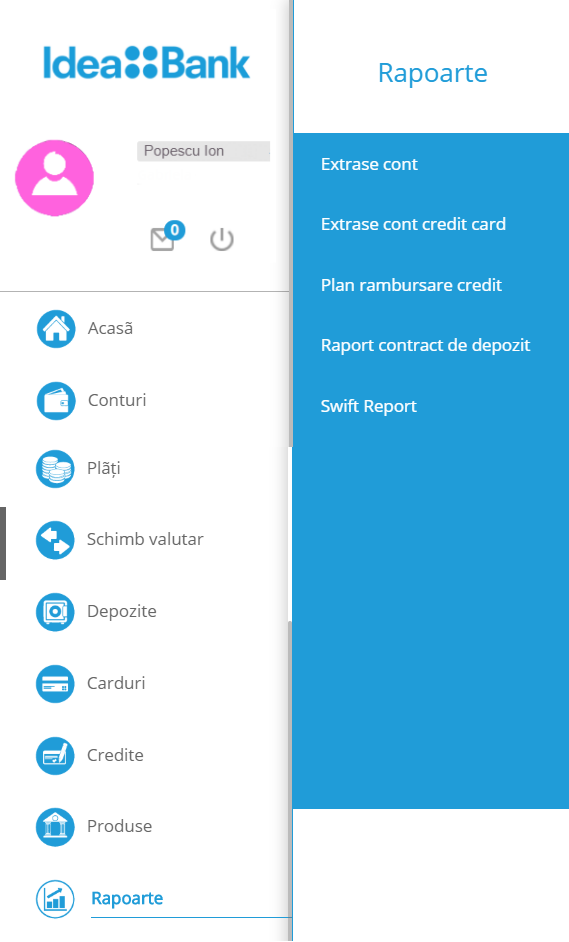 Idea Bank
Popescu Ion
0
Acasã
Conturi
Plăți
Schimb valutar
Depozite
Carduri
Credite
Produse
Rapoarte
Rapoarte
Extrase cont
Extrase cont credit card
Plan rambursare credit
Raport contract de depozit
Swift Report